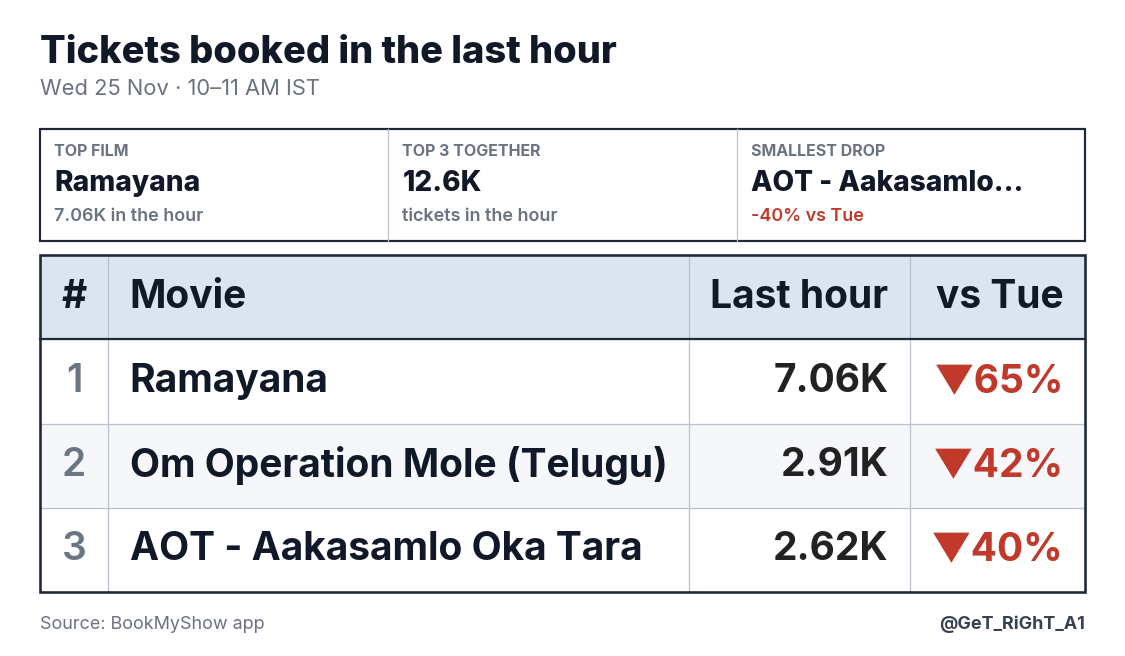 Tickets booked in the last hour
Wed 25 Nov · 10–11 AM IST
TOP FILM
Ramayana
7.06K in the hour
TOP 3 TOGETHER
12.6K
tickets in the hour
SMALLEST DROP
AOT - Aakasamlo...
-40% vs Tue
# Movie Last hour vs Tue
1 Ramayana 7.06K ▼65%
2 Om Operation Mole (Telugu) 2.91K ▼42%
3 AOT - Aakasamlo Oka Tara 2.62K ▼40%
Source: BookMyShow app
@GeT_RiGhT_A1